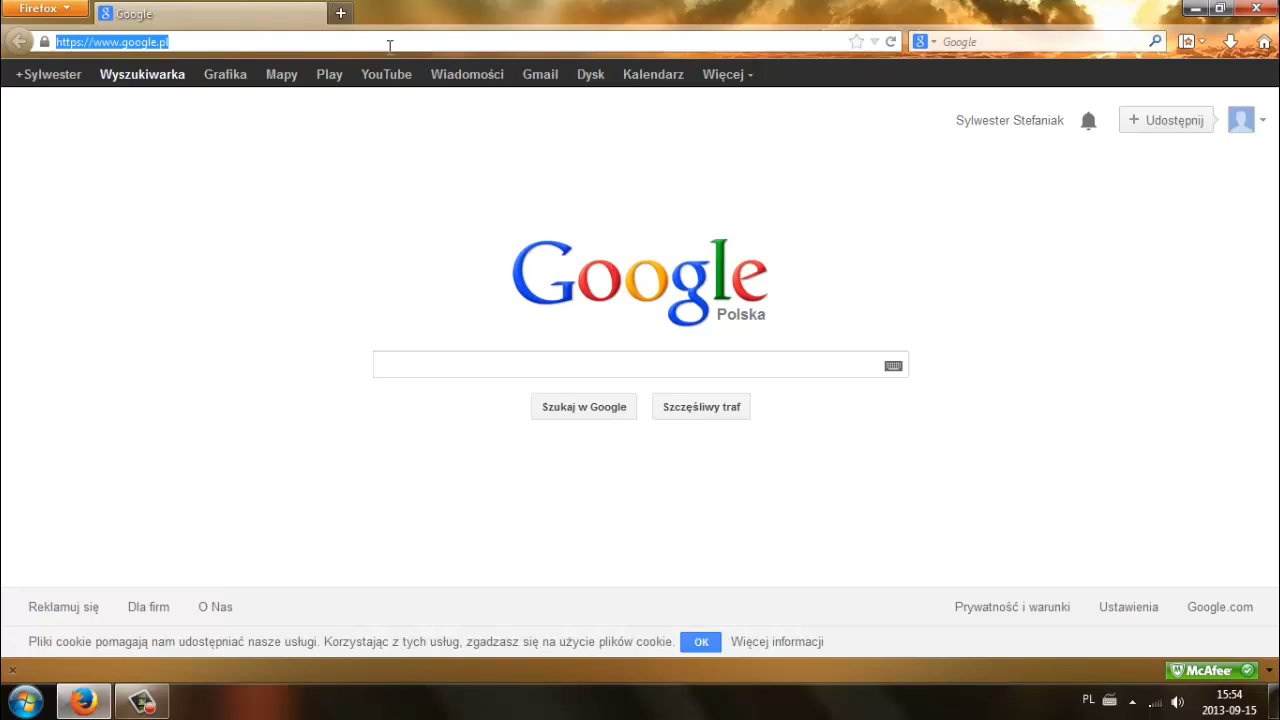 Firefox
Google
https://www.google.pl
Google
+Sylwester Wyszukiwarka Grafika Mapy Play YouTube Wiadomości Gmail Dysk Kalendarz Więcej
Sylwester Stefaniak
+ Udostępnij
Google
Polska
Szukaj w Google Szczęśliwy traf
Reklamuj się Dla firm O Nas Prywatność i warunki Ustawienia Google.com
Pliki cookie pomagają nam udostępniać nasze usługi. Korzystając z tych usług, zgadzasz się na użycie plików cookie. OK Więcej informacji
McAfee
PL
15:54
2013-09-15